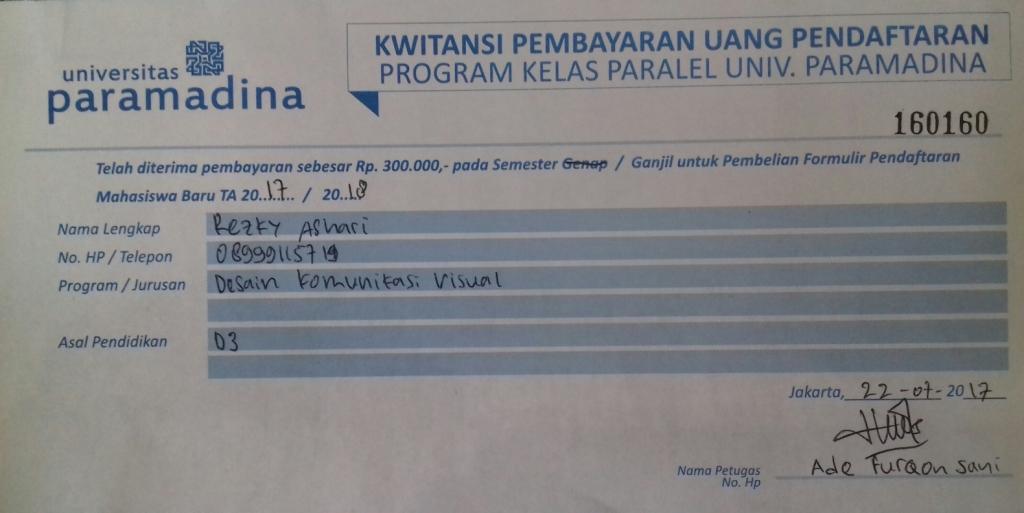 universitas
paramadina
KWITANSI PEMBAYARAN UANG PENDAFTARAN
PROGRAM KELAS PARALEL UNIV. PARAMADINA
160160
Telah diterima pembayaran sebesar Rp. 300.000,- pada Semester Genap / Ganjil untuk Pembelian Formulir Pendaftaran
Mahasiswa Baru TA 20..17.. / 20..18
Nama Lengkap Rezky Ashari
No. HP / Telepon 08999115719
Program / Jurusan Desain Komunikasi Visual
Asal Pendidikan D3
Jakarta, 22-07-2017
Ade Furqon sani
Nama Petugas
No. Hp